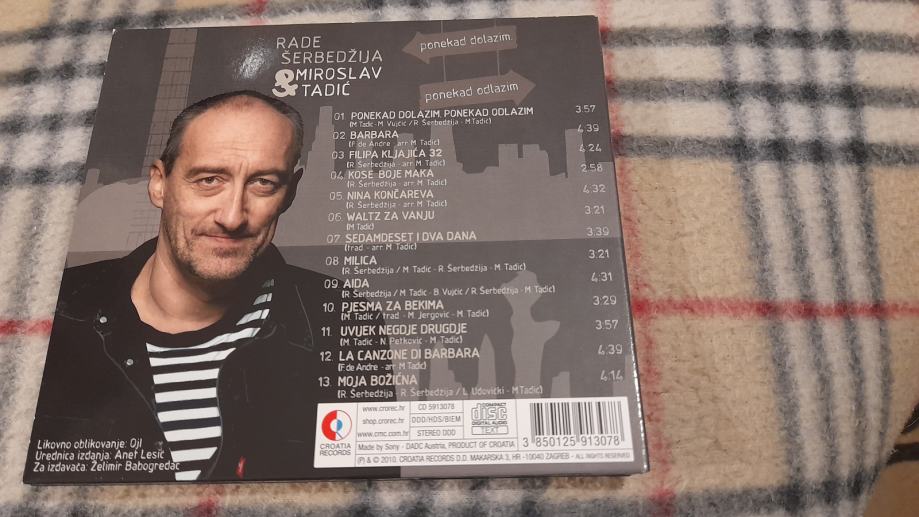 RADE
ŠERBEDŽIJA
& MIROSLAV
TADIĆ
ponekad dolazim.
ponekad odlazim
01 PONEKAD DOLAZIM, PONEKAD ODLAZIM 3:57
(M Tadić - M. Vujčić / R. Šerbedžija - M Tadić)
02 BARBARA 4:39
(F de Andre - arr M. Tadić)
03 FILIPA KLJAJIĆA 32 4:24
(R. Šerbedžija - arr. M. Tadić)
04 KOSE BOJE MAKA 2:58
(R. Šerbedžija - arr. M. Tadić)
05 NINA KONČAREVA 4:32
(R. Šerbedžija - arr. M. Tadić)
06 WALTZ ZA VANJU 3:21
(M Tadić)
07 SEDAMDESET I DVA DANA 3:39
(trad - arr. M Tadić)
08 MILICA 3:21
(R. Šerbedžija / M. Tadić - R. Šerbedžija - M. Tadić)
09 AIDA 4:31
(R. Šerbedžija / M. Tadić - B. Vujčić / R. Šerbedžija - M. Tadić)
10 PJESMA ZA BEKIMA 3:29
(M. Tadić / trad - M. Jergović - M. Tadić)
11. UVIJEK NEGDJE DRUGDJE 3:57
(M. Tadić - N. Petković - M. Tadić)
12. LA CANZONE DI BARBARA 4:39
(F de Andre - arr M Tadić)
13. MOJA BOŽIĆNA 4:14
(R. Šerbedžija - R. Šerbedžija / L. Udovički - M Tadić)
Likovno oblikovanje: Ojl
Urednica izdanja: Anet Lesić
Za izdavača: Želimir Babogredac
CROATIA
RECORDS
www.crorec.hr
shop.crorec.hr
www.cmc.com.hr
CD 5913078
DDD/HDS/BIEM
STEREO DDD
COMPACT
disc
DIGITAL AUDIO
TEXT
Made by Sony - DADC Austria, PRODUCT OF CROATIA
(P) & © 2010. CROATIA RECORDS D.D. MAKARSKA 3, HR -10040 ZAGREB - ALL RIGHTS RESERVED
3 850125 913078